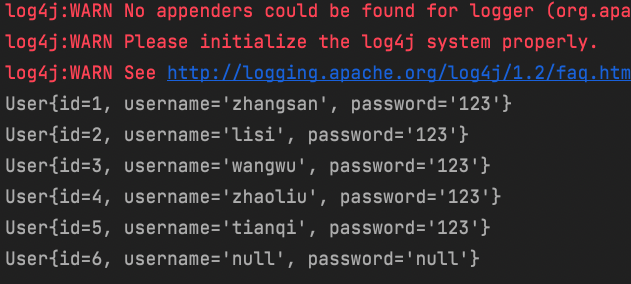 log4j:WARN No appenders could be found for logger (org.apa
log4j:WARN Please initialize the log4j system properly.
log4j:WARN See http://logging.apache.org/log4j/1.2/faq.htm
User{id=1, username='zhangsan', password='123'}
User{id=2, username='lisi', password='123'}
User{id=3, username='wangwu', password='123'}
User{id=4, username='zhaoliu', password='123'}
User{id=5, username='tianqi', password='123'}
User{id=6, username='null', password='null'}